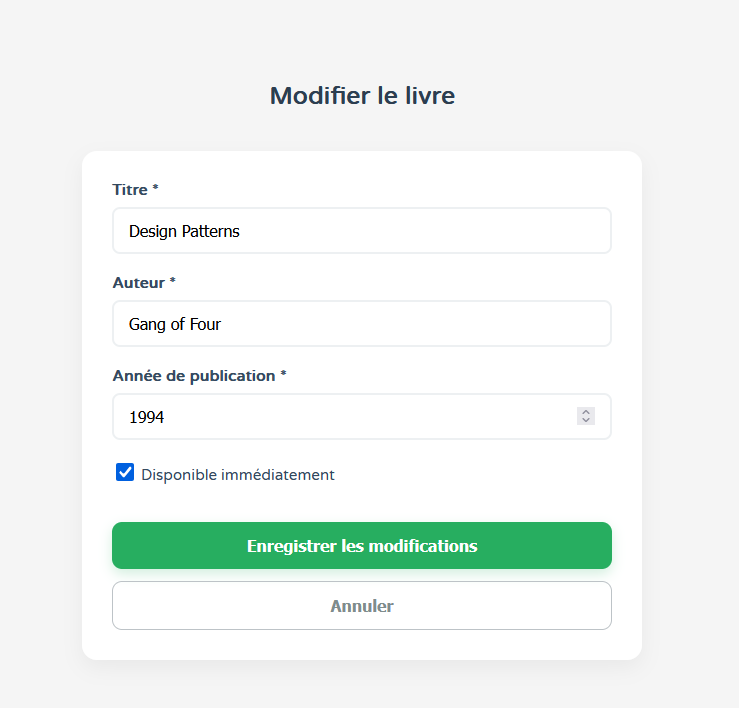 Modifier le livre
Titre *
Design Patterns
Auteur *
Gang of Four
Année de publication *
1994
Disponible immédiatement
Enregistrer les modifications
Annuler